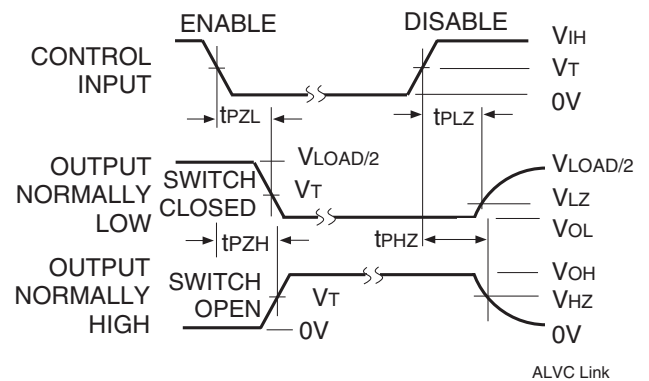 ENABLE
DISABLE
CONTROL
INPUT
VIH
VT
0V
tPZL
tPLZ
OUTPUT
NORMALLY
LOW
SWITCH
CLOSED
VLOAD/2
VT
VLOAD/2
VLZ
VOL
tPZH
tPHZ
OUTPUT
NORMALLY
HIGH
SWITCH
OPEN
VT
0V
VOH
VHZ
0V
ALVC Link